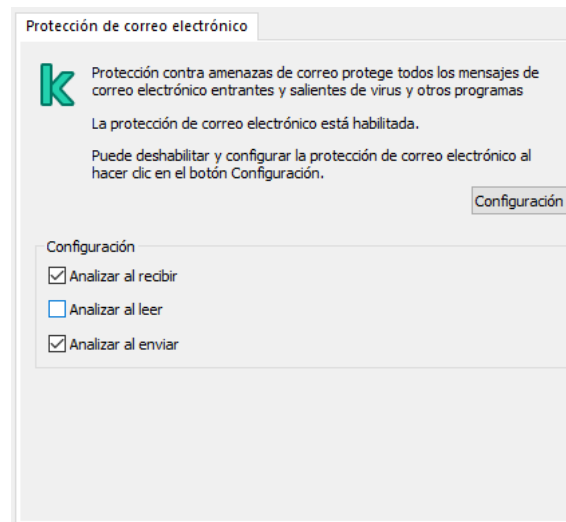 Protección de correo electrónico
Protección contra amenazas de correo protege todos los mensajes de
correo electrónico entrantes y salientes de virus y otros programas
La protección de correo electrónico está habilitada.
Puede deshabilitar y configurar la protección de correo electrónico al
hacer clic en el botón Configuración.
Configuración
Configuración
Analizar al recibir
Analizar al leer
Analizar al enviar